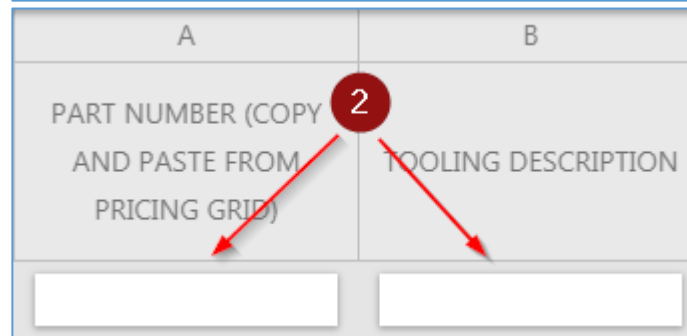 A
B
PART NUMBER (COPY
AND PASTE FROM
PRICING GRID)
2
TOOLING DESCRIPTION